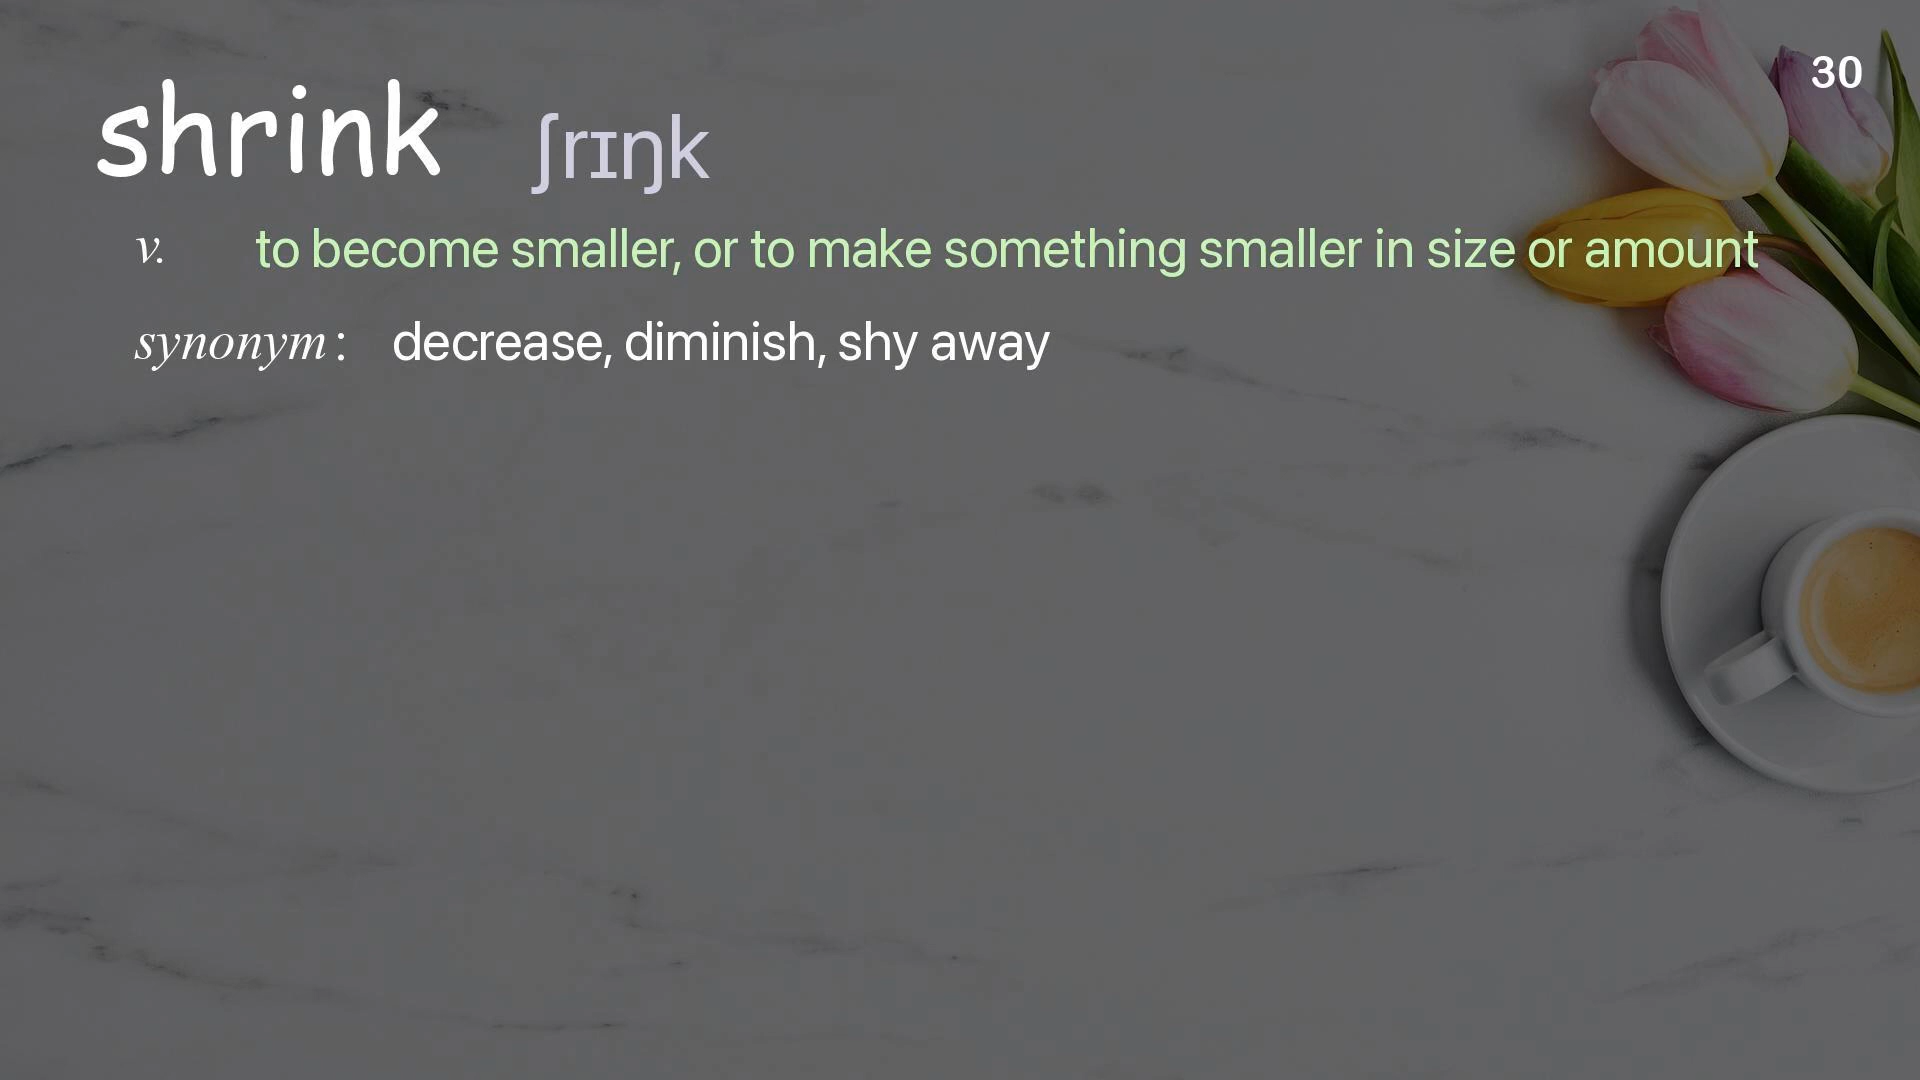 30
shrink ʃrɪŋk
v. to become smaller, or to make something smaller in size or amount
synonym : decrease, diminish, shy away